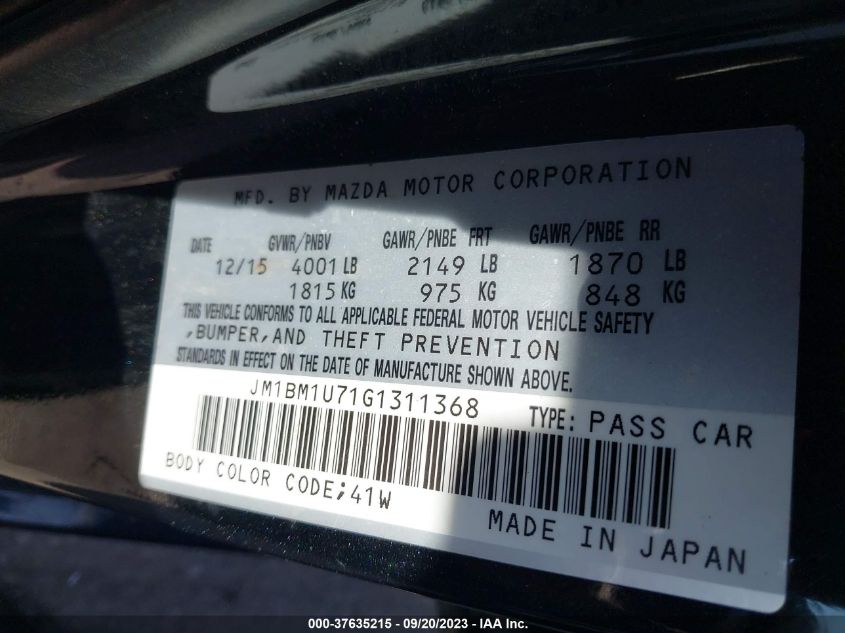 MFD. BY MAZDA MOTOR CORPORATION
DATE GVWR/PNBV GAWR/PNBE FRT GAWR/PNBE RR
12/15 4001 LB 2149 LB 1870 LB
1815 KG 975 KG 848 KG
THIS VEHICLE CONFORMS TO ALL APPLICABLE FEDERAL MOTOR VEHICLE SAFETY
,BUMPER,AND THEFT PREVENTION
STANDARDS IN EFFECT ON THE DATE OF MANUFACTURE SHOWN ABOVE.
JM1BM1U71G1311368 TYPE: PASS CAR
BODY COLOR CODE;41W
MADE IN JAPAN
000-37635215 - 09/20/2023 - IAA Inc.